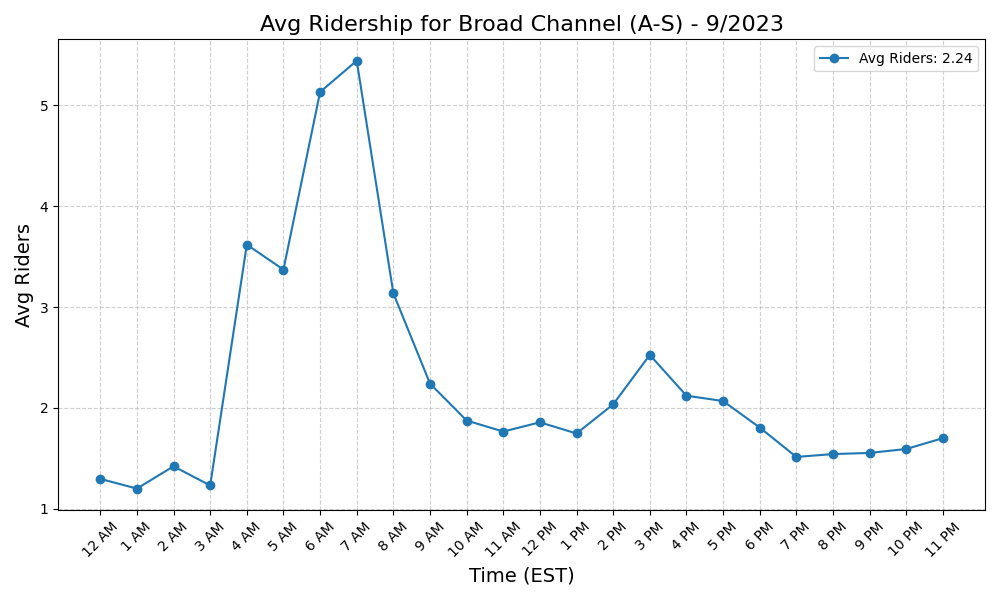 Avg Ridership for Broad Channel (A-S) - 9/2023
Avg Riders: 2.24
Avg Riders
5
4
3
2
1
12 AM
1 AM
2 AM
3 AM
4 AM
5 AM
6 AM
7 AM
8 AM
9 AM
10 AM
11 AM
12 PM
1 PM
2 PM
3 PM
4 PM
5 PM
6 PM
7 PM
8 PM
9 PM
10 PM
11 PM
Time (EST)